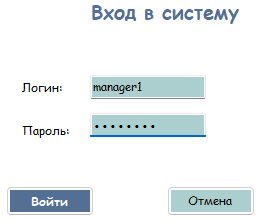 Вход в систему
Логин: manager1
Пароль: ••••••••
Войти Отмена